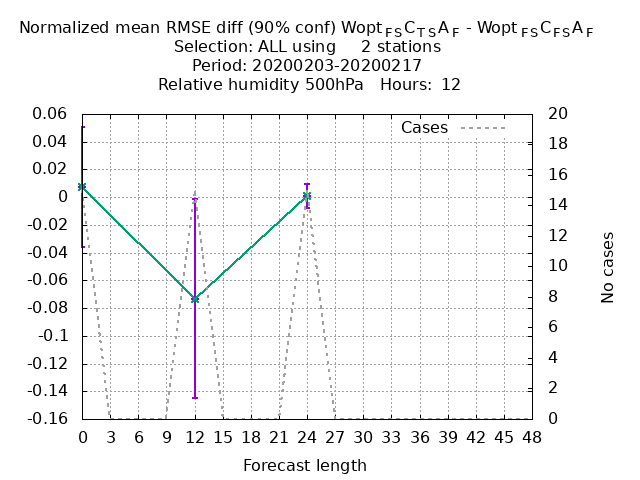 Normalized mean RMSE diff (90% conf) Wopt FS C TS A F - Wopt FS C FS A F
Selection: ALL using 2 stations
Period: 20200203-20200217
Relative humidity 500hPa Hours: 12
Cases
0.06
0.04
0.02
0
-0.02
-0.04
-0.06
-0.08
-0.1
-0.12
-0.14
-0.16
20
18
16
14
12
10
8
6
4
2
0
No cases
0 3 6 9 12 15 18 21 24 27 30 33 36 39 42 45 48
Forecast length